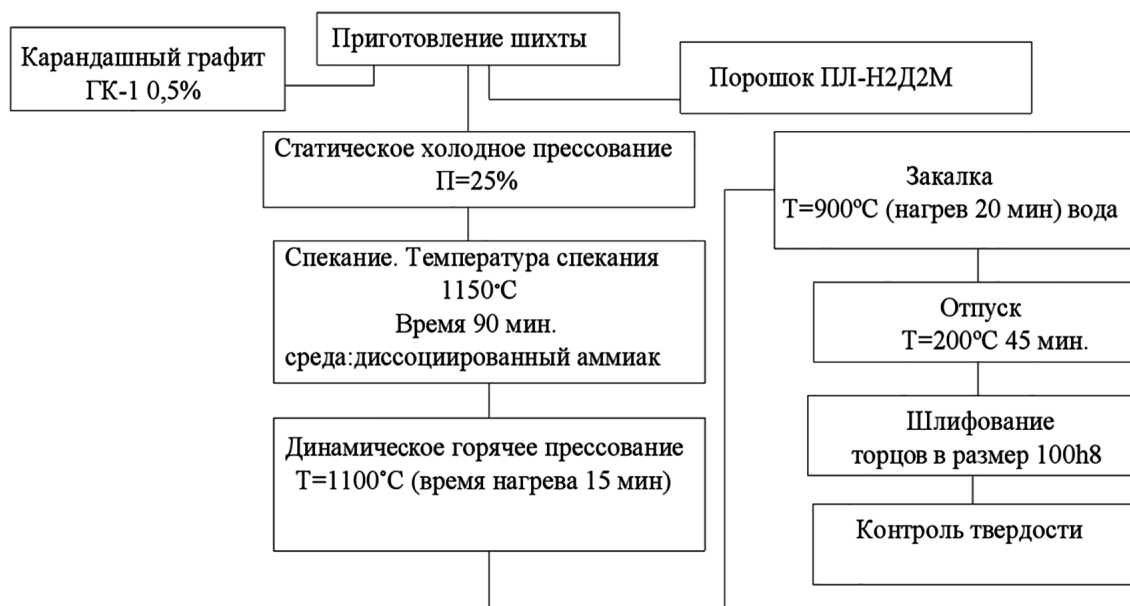 Приготовление шихты
Карандашный графит
ГК-1 0,5%
Порошок ПЛ-Н2Д2М
Статическое холодное прессование
П=25%
Спекание. Температура спекания
1150°С
Время 90 мин.
среда:диссоциированный аммиак
Динамическое горячее прессование
Т=1100°С (время нагрева 15 мин)
Закалка
Т=900ºС (нагрев 20 мин) вода
Отпуск
Т=200ºС 45 мин.
Шлифование
торцов в размер 100h8
Контроль твердости